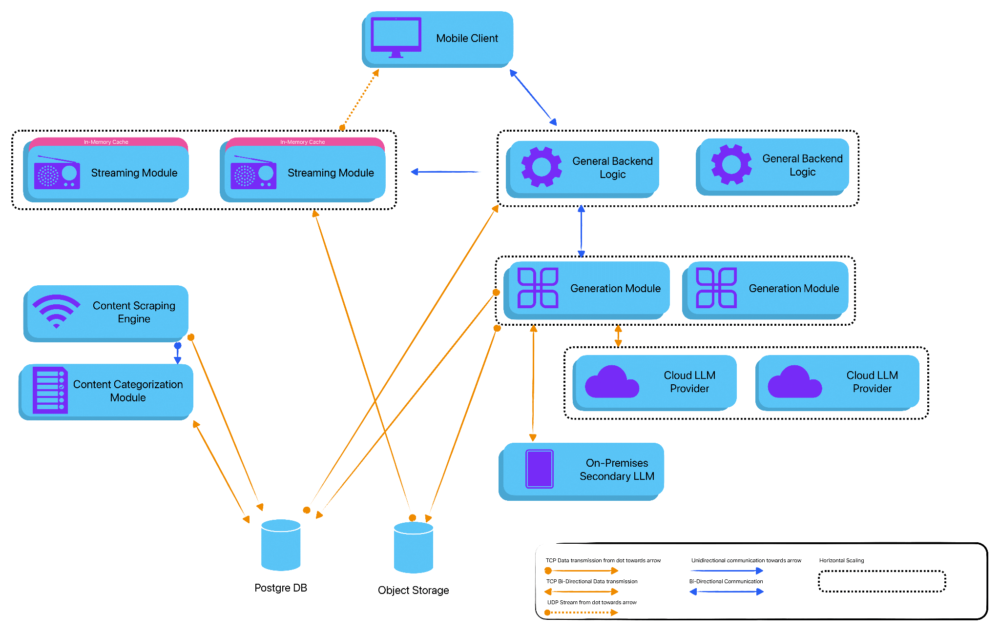 Mobile Client
In-Memory Cache
Streaming Module
In-Memory Cache
Streaming Module
General Backend
Logic
General Backend
Logic
Content Scraping
Engine
Generation Module
Generation Module
Content Categorization
Module
Cloud LLM
Provider
Cloud LLM
Provider
On-Premises
Secondary LLM
Postgre DB
Object Storage
TCP Data transmission from dot towards arrow
TCP Bi-Directional Data transmission
UDP Stream from dot towards arrow
Unidirectional communication towards arrow
Bi-Directional Communication
Horizontal Scaling